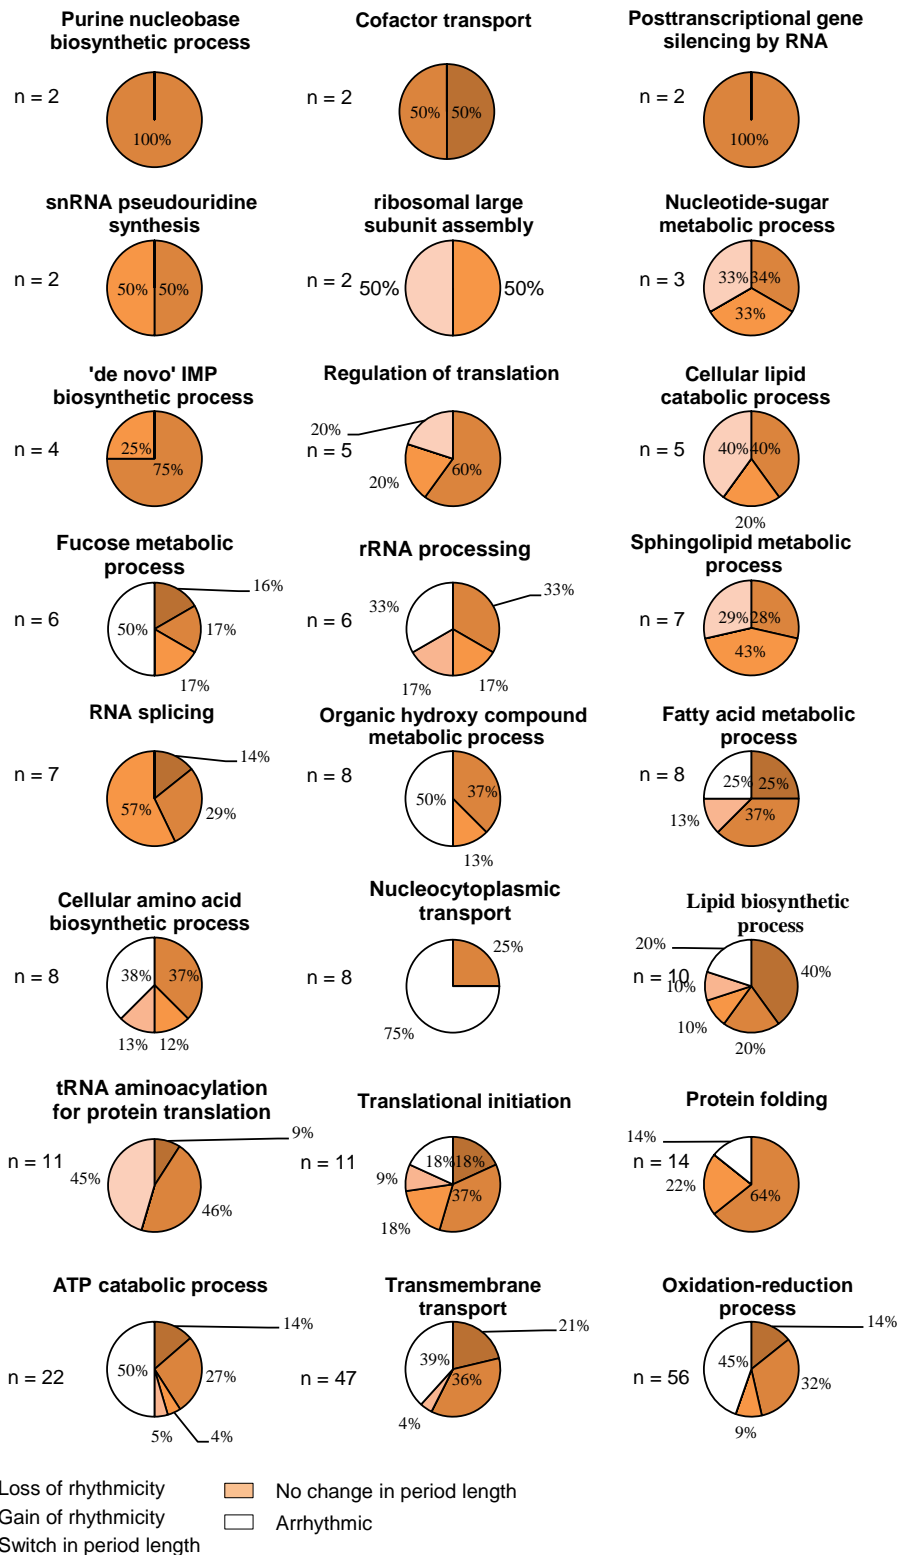 Purine nucleobase
biosynthetic process
n = 2
100%
Cofactor transport
n = 2
50%
50%
Posttranscriptional gene
silencing by RNA
n = 2
100%
snRNA pseudouridine
synthesis
n = 2
50%
50%
ribosomal large
subunit assembly
n = 2
50%
50%
Nucleotide-sugar
metabolic process
n = 3
33%
34%
33%
'de novo' IMP
biosynthetic process
n = 4
25%
75%
Regulation of translation
20%
n = 5
20%
60%
Cellular lipid
catabolic process
n = 5
40%
40%
20%
Fucose metabolic
process
16%
n = 6
50%
17%
17%
rRNA processing
33%
33%
n = 6
17%
17%
Sphingolipid metabolic
process
n = 7
29%
28%
43%
RNA splicing
14%
n = 7
57%
29%
Organic hydroxy compound
metabolic process
n = 8
37%
50%
13%
Fatty acid metabolic
process
n = 8
25%
25%
13%
37%
Cellular amino acid
biosynthetic process
n = 8
38%
37%
13%
12%
Nucleocytoplasmic
transport
25%
n = 8
75%
Lipid biosynthetic
process
20%
n = 10
40%
10%
10%
20%
tRNA aminoacylation
for protein translation
9%
n = 11
45%
46%
Translational initiation
n = 11
18%
18%
9%
37%
18%
Protein folding
14%
n = 14
22%
64%
ATP catabolic process
14%
n = 22
50%
27%
5%
4%
Transmembrane
transport
21%
39%
n = 47
36%
4%
Oxidation-reduction
process
14%
45%
n = 56
32%
9%
Loss of rhythmicity
Gain of rhythmicity
Switch in period length
No change in period length
Arrhythmic